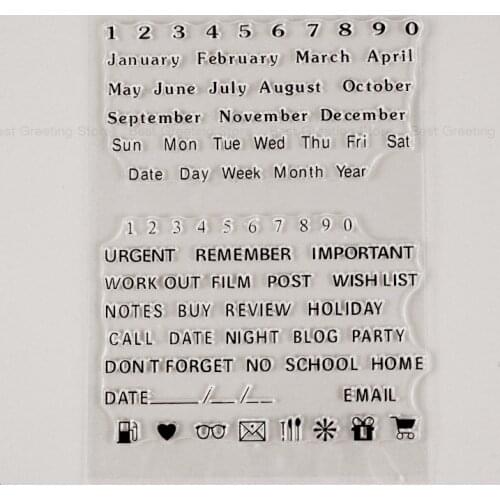 1 2 3 4 5 6 7 8 9 0
January February March April
May June July August October
September November December
Sun Mon Tue Wed Thu Fri Sat
Date Day Week Month Year
1 2 3 4 5 6 7 8 9 0
URGENT REMEMBER IMPORTANT
WORK OUT FILM POST WISH LIST
NOTES BUY REVIEW HOLIDAY
CALL DATE NIGHT BLOG PARTY
DON'T FORGET NO SCHOOL HOME
DATE_____/__/__ EMAIL